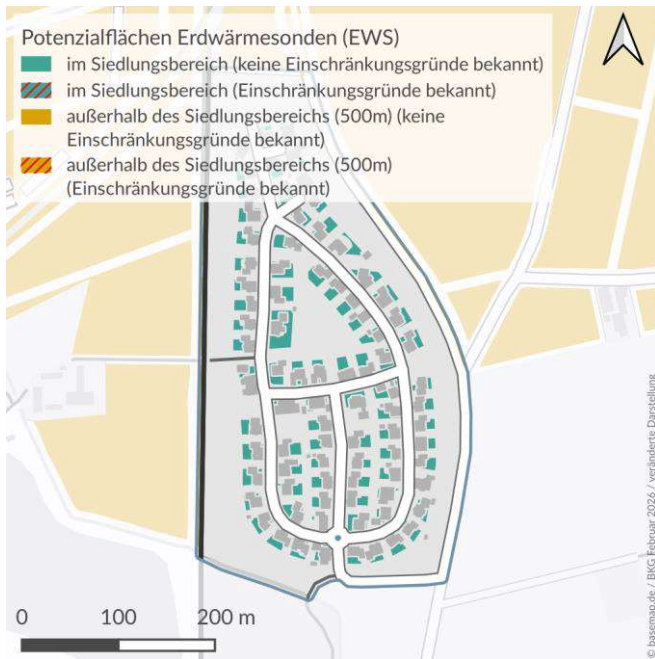 Potenzialflächen Erdwärmesonden (EWS)
im Siedlungsbereich (keine Einschränkungsgründe bekannt)
im Siedlungsbereich (Einschränkungsgründe bekannt)
außerhalb des Siedlungsbereichs (500m) (keine
Einschränkungsgründe bekannt)
außerhalb des Siedlungsbereichs (500m)
(Einschränkungsgründe bekannt)
0 100 200 m
© basemap.de / BKG Februar 2026 / veränderte Darstellung